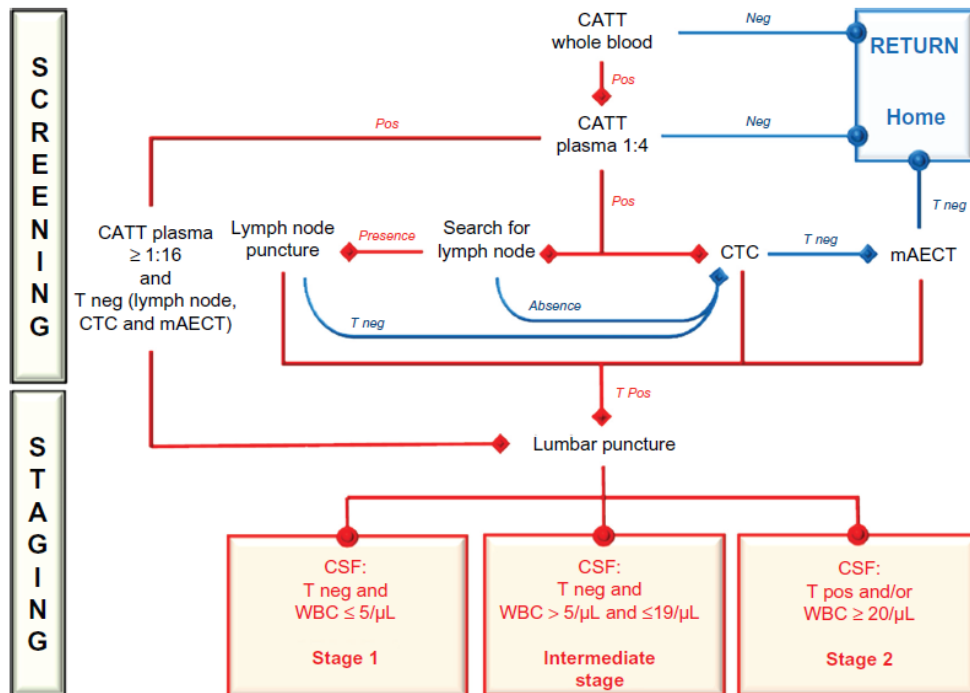 SCREENING
CATT
whole blood
Neg
RETURN
Home
Pos
CATT
plasma 1:4
Neg
Pos
Pos
T neg
CATT plasma
≥ 1:16
and
T neg (lymph node,
CTC and mAECT)
Lymph node
puncture
Presence
Search for
lymph node
CTC
T neg
mAECT
Absence
T neg
T Pos
STAGING
Lumbar puncture
CSF:
T neg and
WBC ≤ 5/µL
Stage 1
CSF:
T neg and
WBC > 5/µL and ≤19/µL
Intermediate
stage
CSF:
T pos and/or
WBC ≥ 20/µL
Stage 2